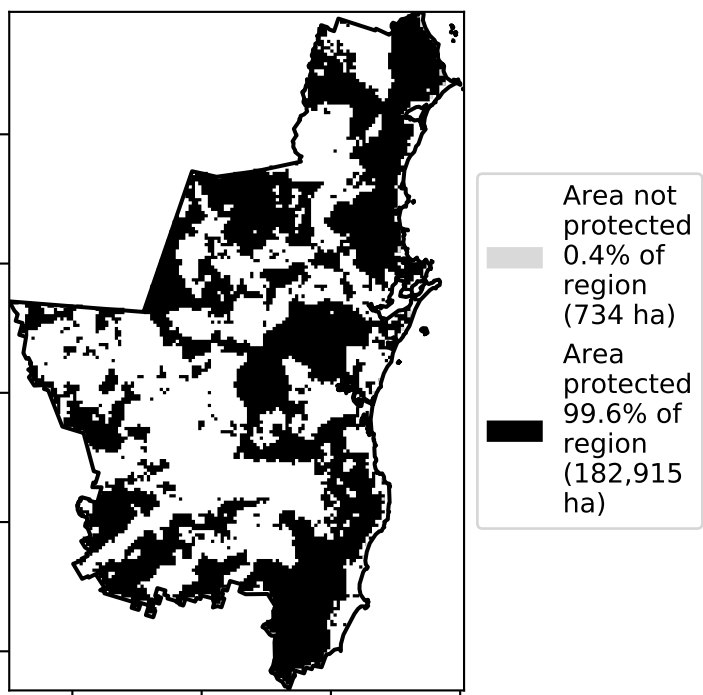 Area not
protected
0.4% of
region
(734 ha)
Area
protected
99.6% of
region
(182,915
ha)